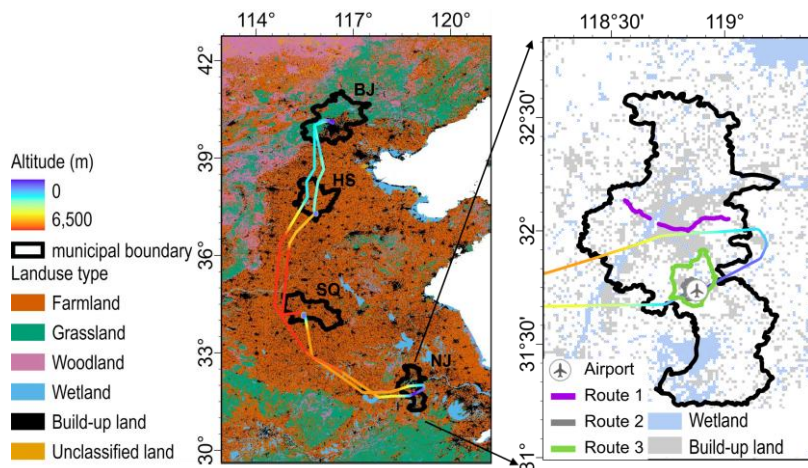 114° 117° 120°
118°30' 119°
42°
39°
36°
33°
30°
BJ
HS
SQ
NJ
Altitude (m)
0
6,500
municipal boundary
Landuse type
Farmland
Grassland
Woodland
Wetland
Build-up land
Unclassified land
32°30'
32°
31°30'
31°
Airport
Route 1
Route 2
Route 3
Wetland
Build-up land